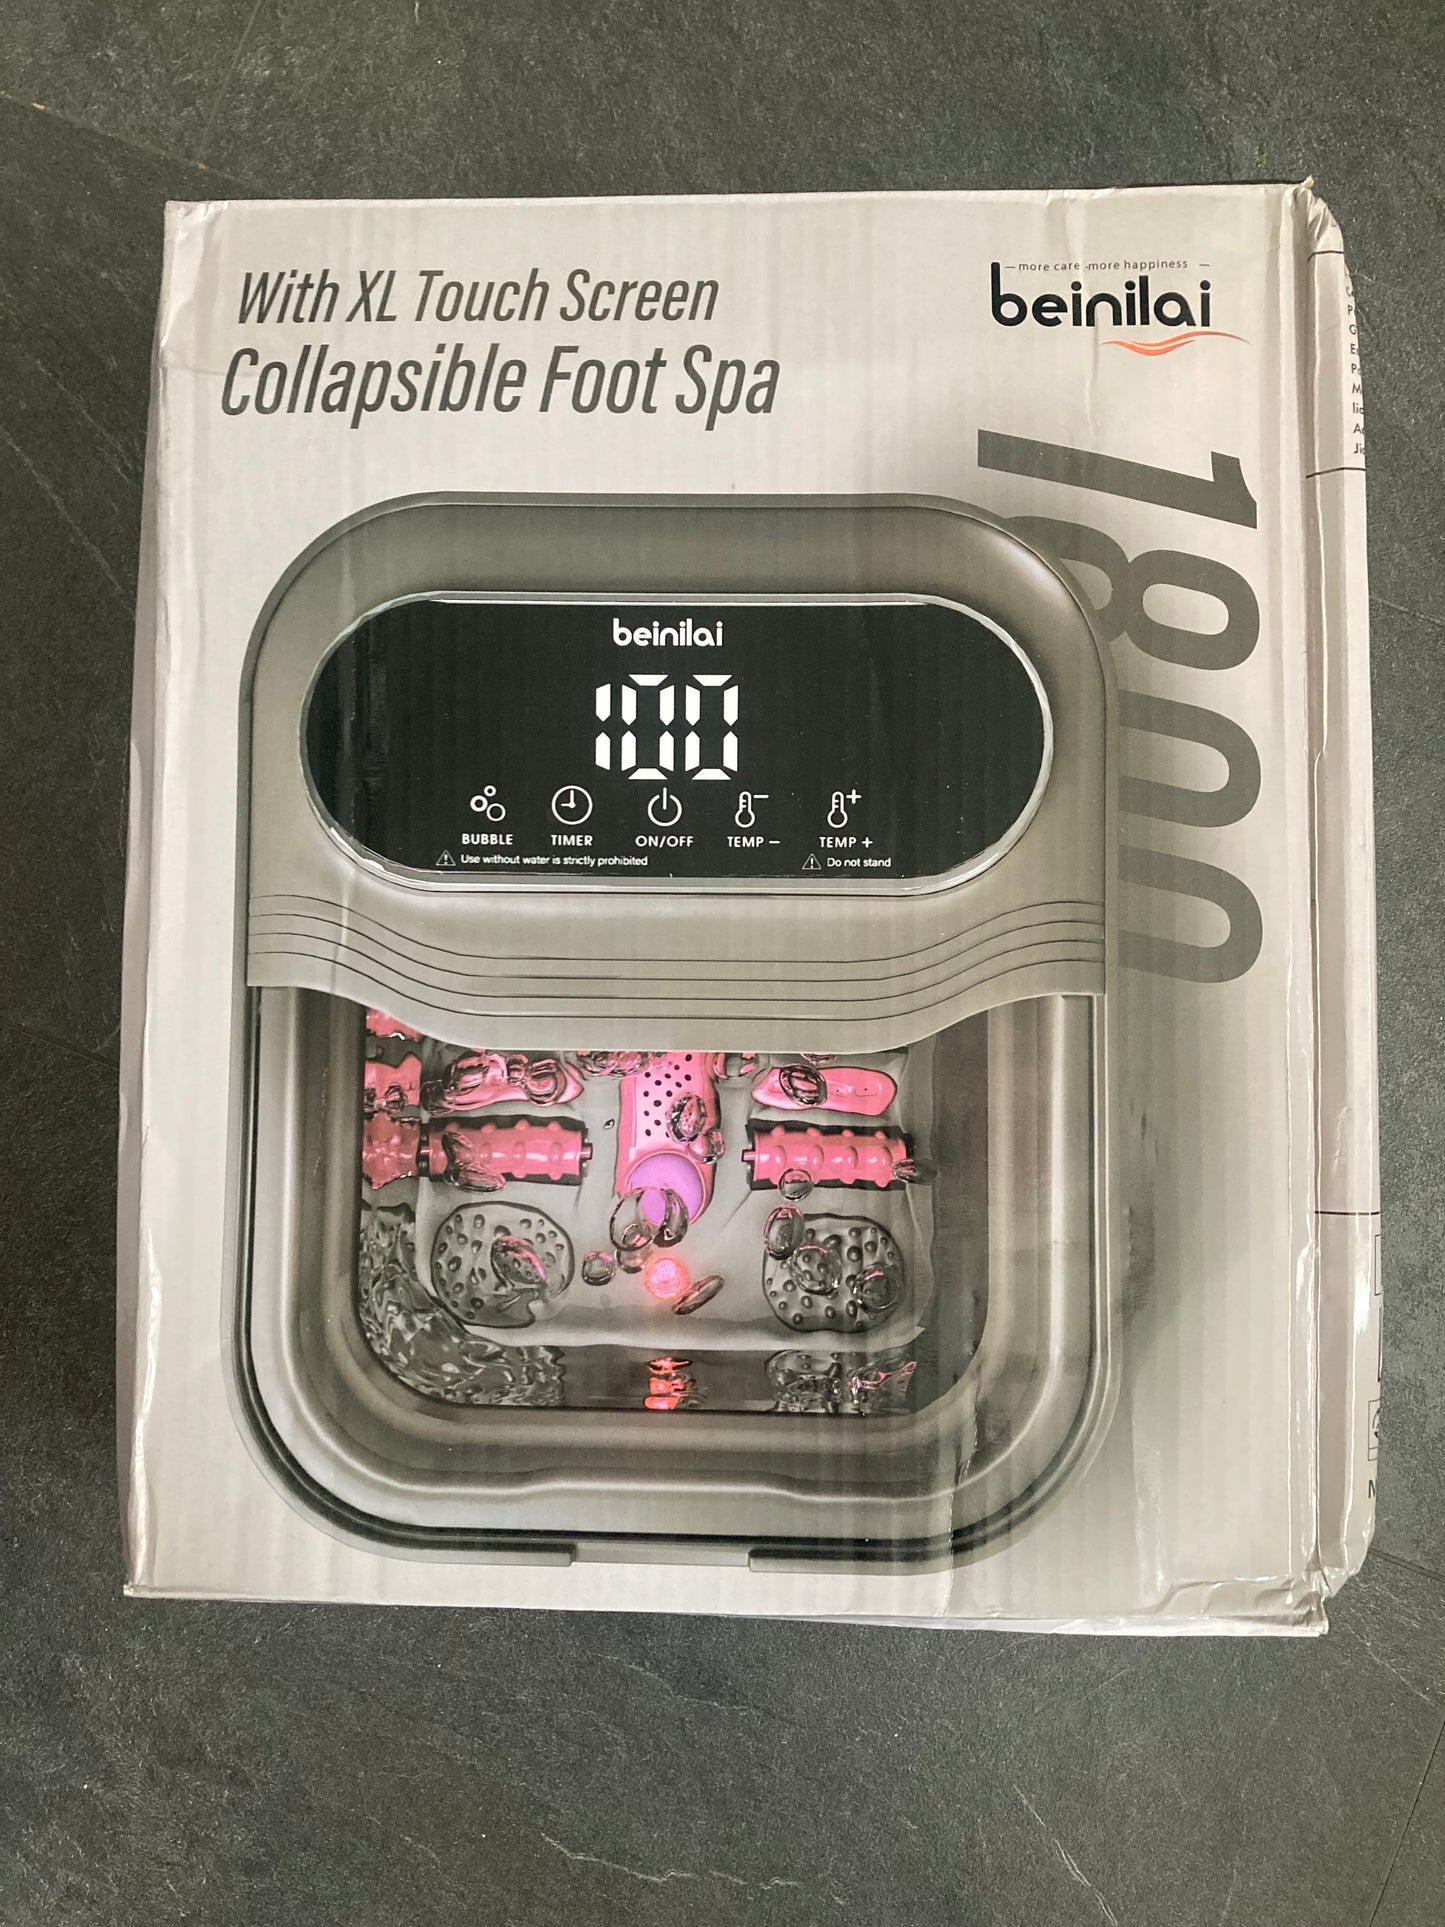 With XL Touch Screen
Collapsible Foot Spa
more care more happiness
beinilai
1800
beinilai
100
BUBBLE TIMER ON/OFF TEMP − TEMP +
Use without water is strictly prohibited Do not stand